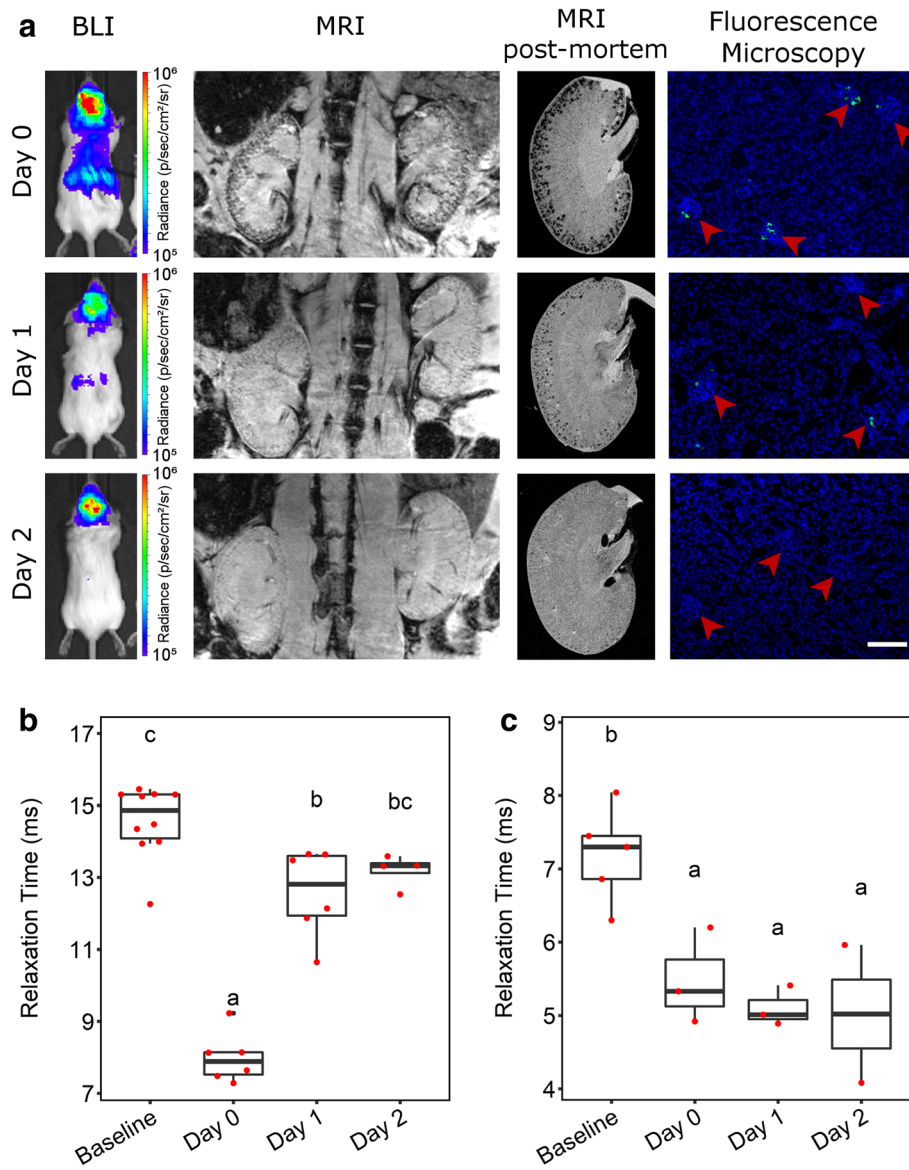 a
BLI
MRI
MRI
post-mortem
Fluorescence
Microscopy
Day 0
10⁶
Radiance (p/sec/cm²/sr)
10⁵
Day 1
10⁶
Radiance (p/sec/cm²/sr)
10⁵
Day 2
10⁶
Radiance (p/sec/cm²/sr)
10⁵
b
Relaxation Time (ms)
17
15
13
11
9
7
c
a
b
bc
Baseline
Day 0
Day 1
Day 2
c
Relaxation Time (ms)
9
8
7
6
5
4
b
a
a
a
Baseline
Day 0
Day 1
Day 2